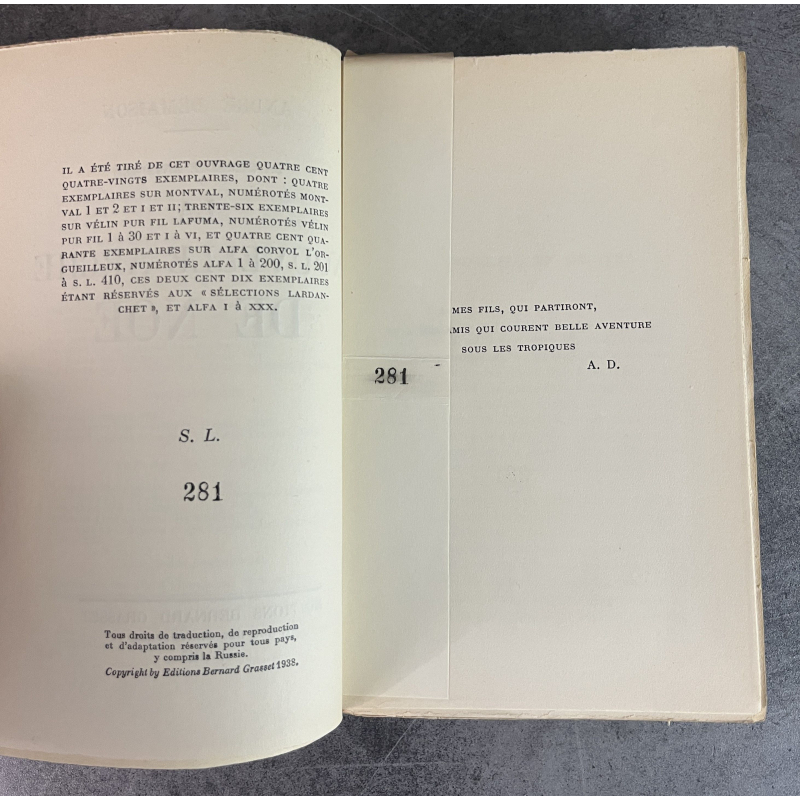 IL A ÉTÉ TIRÉ DE CET OUVRAGE QUATRE CENT
QUATRE-VINGTS EXEMPLAIRES, DONT : QUATRE
EXEMPLAIRES SUR MONTVAL, NUMÉROTÉS MONT-
VAL 1 ET 2 ET I ET II; TRENTE-SIX EXEMPLAIRES
SUR VÉLIN PUR FIL LAFUMA, NUMÉROTÉS VÉLIN
PUR FIL 1 à 30 ET I à VI, ET QUATRE CENT QUA-
RANTE EXEMPLAIRES SUR ALFA CORVOL L'OR-
GUEILLEUX, NUMÉROTÉS ALFA 1 à 200, S. L. 201
à S. L. 410, CES DEUX CENT DIX EXEMPLAIRES
ÉTANT RÉSERVÉS AUX « SÉLECTIONS LARDAN-
CHET », ET ALFA I à XXX.
S. L.
281
Tous droits de traduction, de reproduction
et d'adaptation réservés pour tous pays,
y compris la Russie.
Copyright by Editions Bernard Grasset 1938.
MES FILS, QUI PARTIRONT,
MIS QUI COURENT BELLE AVENTURE
SOUS LES TROPIQUES
A. D.
281